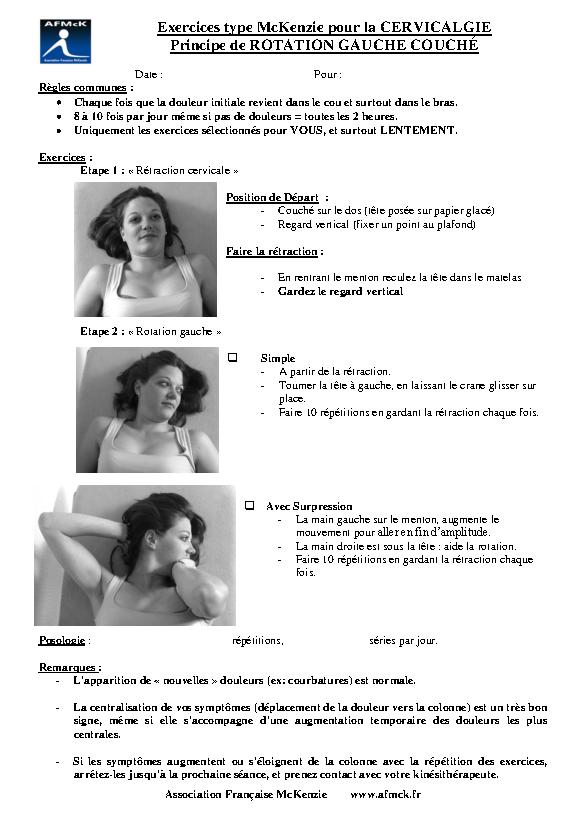 AFMcK
Association Française McKenzie
Exercices type McKenzie pour la CERVICALGIE
Principe de ROTATION GAUCHE COUCHÉ
Date : Pour :
Règles communes :
• Chaque fois que la douleur initiale revient dans le cou et surtout dans le bras.
• 8 à 10 fois par jour même si pas de douleurs = toutes les 2 heures.
• Uniquement les exercices sélectionnés pour VOUS, et surtout LENTEMENT.
Exercices :
Etape 1 : « Rétraction cervicale »
Position de Départ :
- Couché sur le dos (tête posée sur papier glacé)
- Regard vertical (fixer un point au plafond)
Faire la rétraction :
- En rentrant le menton reculez la tête dans le matelas
- Gardez le regard vertical
Etape 2 : « Rotation gauche »
❑ Simple
- A partir de la rétraction.
- Tourner la tête à gauche, en laissant le crane glisser sur
place.
- Faire 10 répétitions en gardant la rétraction chaque fois.
❑ Avec Surpression
- La main gauche sur le menton, augmente le
mouvement pour aller en fin d'amplitude.
- La main droite est sous la tête : aide la rotation.
- Faire 10 répétitions en gardant la rétraction chaque
fois.
Posologie : répétitions, séries par jour.
Remarques :
- L'apparition de « nouvelles » douleurs (ex: courbatures) est normale.
- La centralisation de vos symptômes (déplacement de la douleur vers la colonne) est un très bon
signe, même si elle s'accompagne d'une augmentation temporaire des douleurs les plus
centrales.
- Si les symptômes augmentent ou s'éloignent de la colonne avec la répétition des exercices,
arrêtez-les jusqu'à la prochaine séance, et prenez contact avec votre kinésithérapeute.
Association Française McKenzie www.afmck.fr